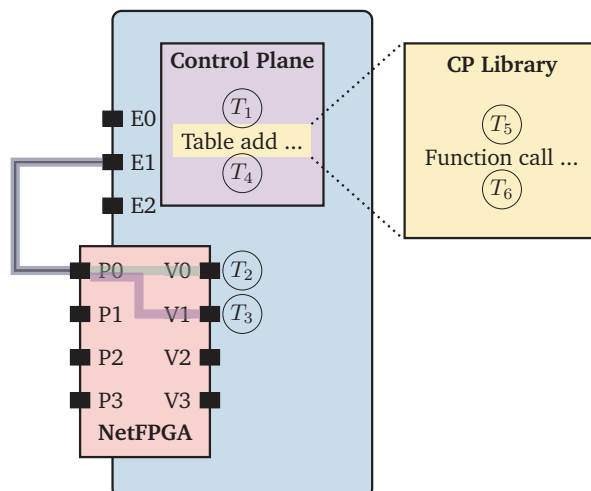 Control Plane
T1
Table add ...
T4
CP Library
T5
Function call ...
T6
E0
E1
E2
P0 V0 T2
P1 V1 T3
P2 V2
P3 V3
NetFPGA